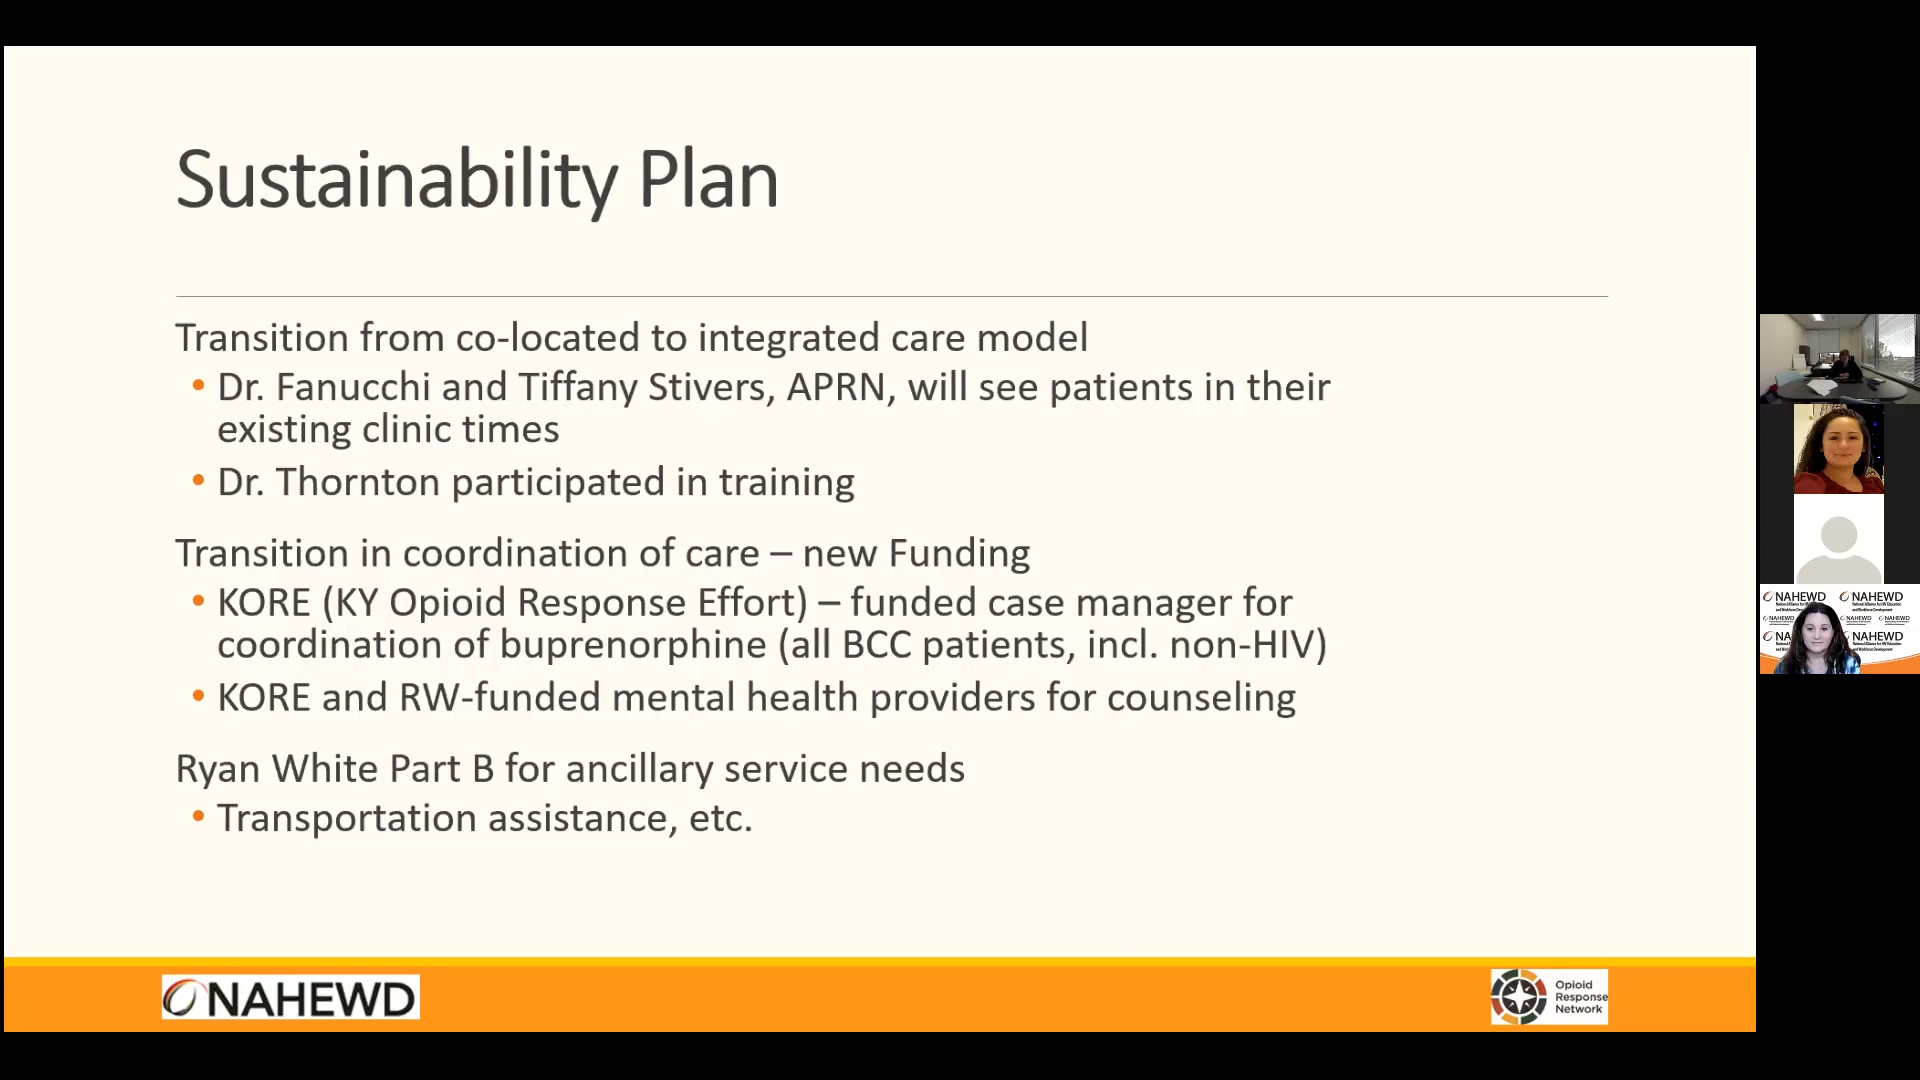 Sustainability Plan
Transition from co-located to integrated care model
• Dr. Fanucchi and Tiffany Stivers, APRN, will see patients in their
existing clinic times
• Dr. Thornton participated in training
Transition in coordination of care – new Funding
• KORE (KY Opioid Response Effort) – funded case manager for
coordination of buprenorphine (all BCC patients, incl. non-HIV)
• KORE and RW-funded mental health providers for counseling
Ryan White Part B for ancillary service needs
• Transportation assistance, etc.
NAHEWD
Opioid
Response
Network
NAHEWD
NAHEWD
NAHEWD
NAHEWD
NAHEWD